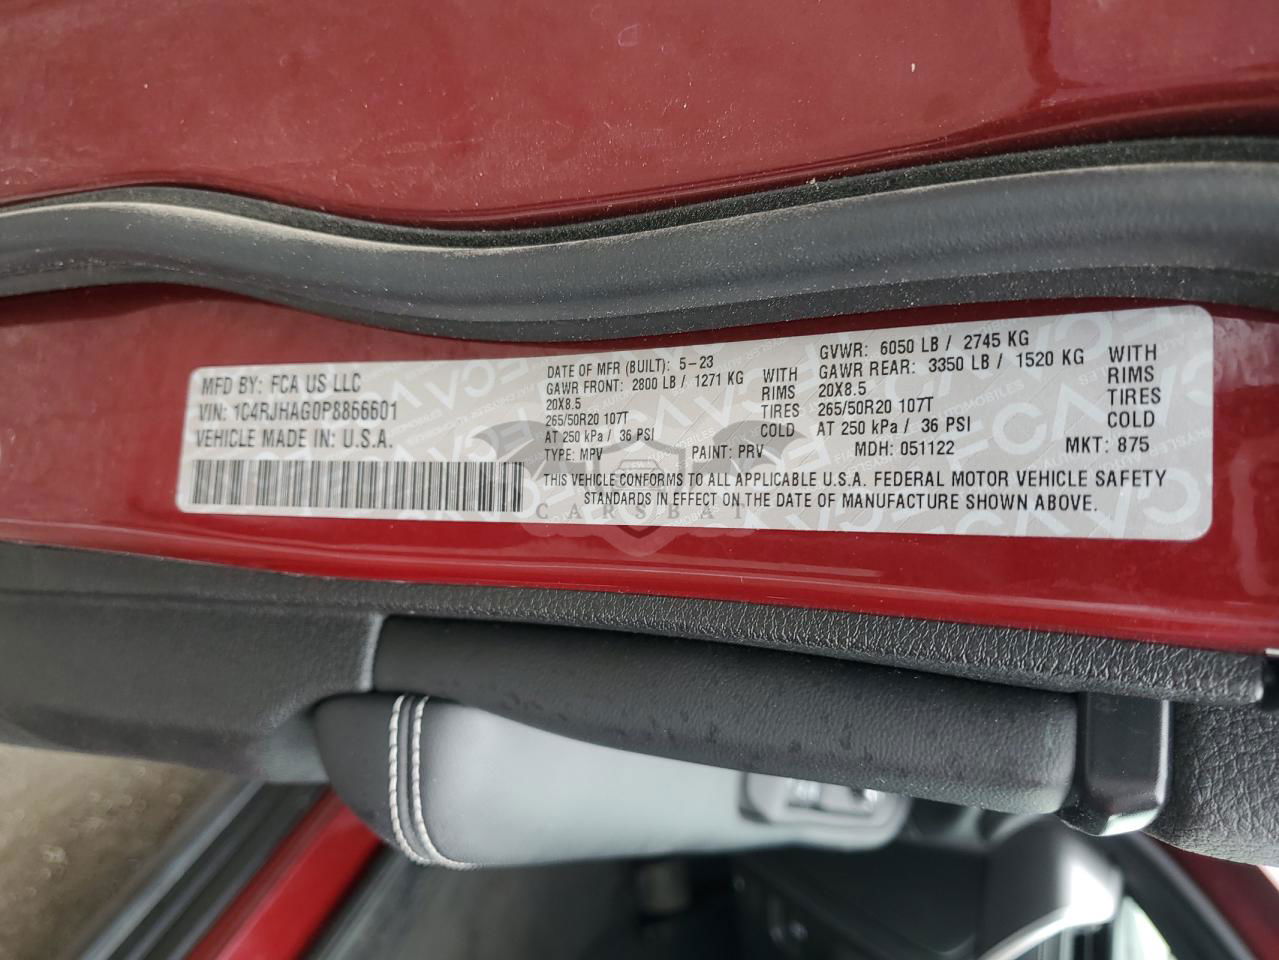 MFD BY: FCA US LLC
VIN: 1C4RJHAG0P8866601
VEHICLE MADE IN: U.S.A.
DATE OF MFR (BUILT): 5-23
GAWR FRONT: 2800 LB / 1271 KG WITH
20X8.5 RIMS
265/50R20 107T TIRES
AT 250 kPa / 36 PSI COLD
GVWR: 6050 LB / 2745 KG
GAWR REAR: 3350 LB / 1520 KG WITH
20X8.5 RIMS
265/50R20 107T TIRES
AT 250 kPa / 36 PSI COLD
TYPE: MPV PAINT: PRV MDH: 051122 MKT: 875
THIS VEHICLE CONFORMS TO ALL APPLICABLE U.S.A. FEDERAL MOTOR VEHICLE SAFETY
STANDARDS IN EFFECT ON THE DATE OF MANUFACTURE SHOWN ABOVE.
CARSBAT